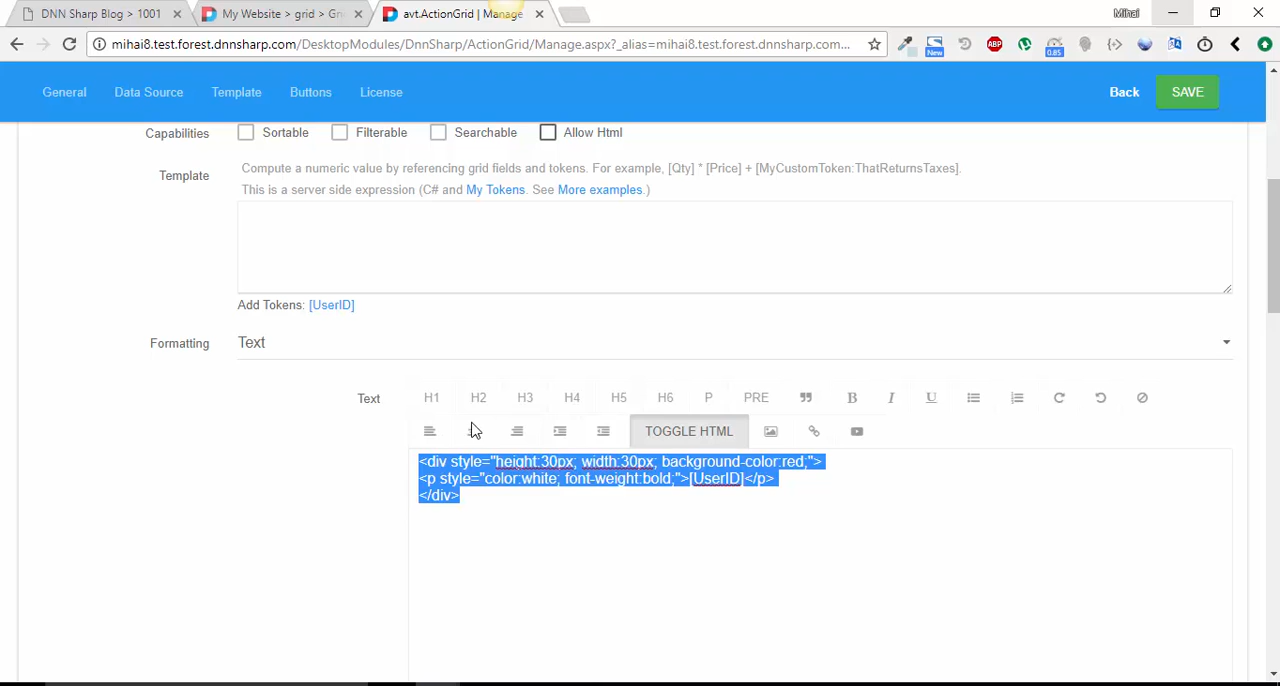 DNN Sharp Blog > 1001
My Website > grid > Gr
avt.ActionGrid | Manage
Mihai
mihai8.test.forest.dnnsharp.com/DesktopModules/DnnSharp/ActionGrid/Manage.aspx?_alias=mihai8.test.forest.dnnsharp.com...
ABP
New
0.85
General Data Source Template Buttons License Back SAVE
Capabilities Sortable Filterable Searchable Allow Html
Template Compute a numeric value by referencing grid fields and tokens. For example, [Qty] * [Price] + [MyCustomToken:ThatReturnsTaxes].
This is a server side expression (C# and My Tokens. See More examples.)
Add Tokens: [UserID]
Formatting Text
Text H1 H2 H3 H4 H5 H6 P PRE B I U
TOGGLE HTML
<div style="height:30px; width:30px; background-color:red;">
<p style="color:white; font-weight:bold;">[UserID]</p>
</div>